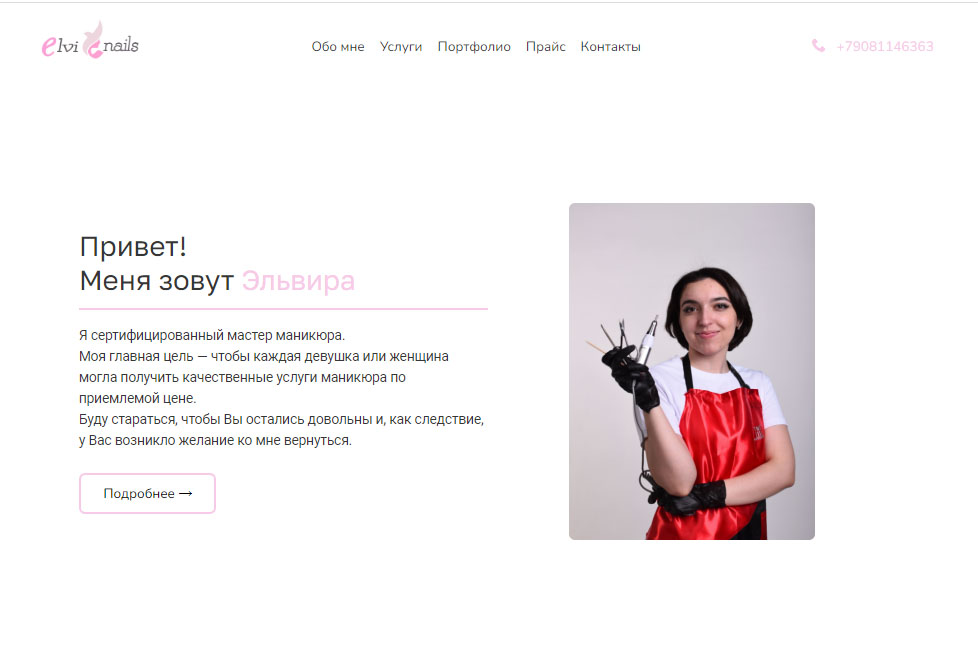 elvi nails
Обо мне Услуги Портфолио Прайс Контакты
+79081146363
Привет!
Меня зовут Эльвира
Я сертифицированный мастер маникюра.
Моя главная цель — чтобы каждая девушка или женщина
могла получить качественные услуги маникюра по
приемлемой цене.
Буду стараться, чтобы Вы остались довольны и, как следствие,
у Вас возникло желание ко мне вернуться.
Подробнее →